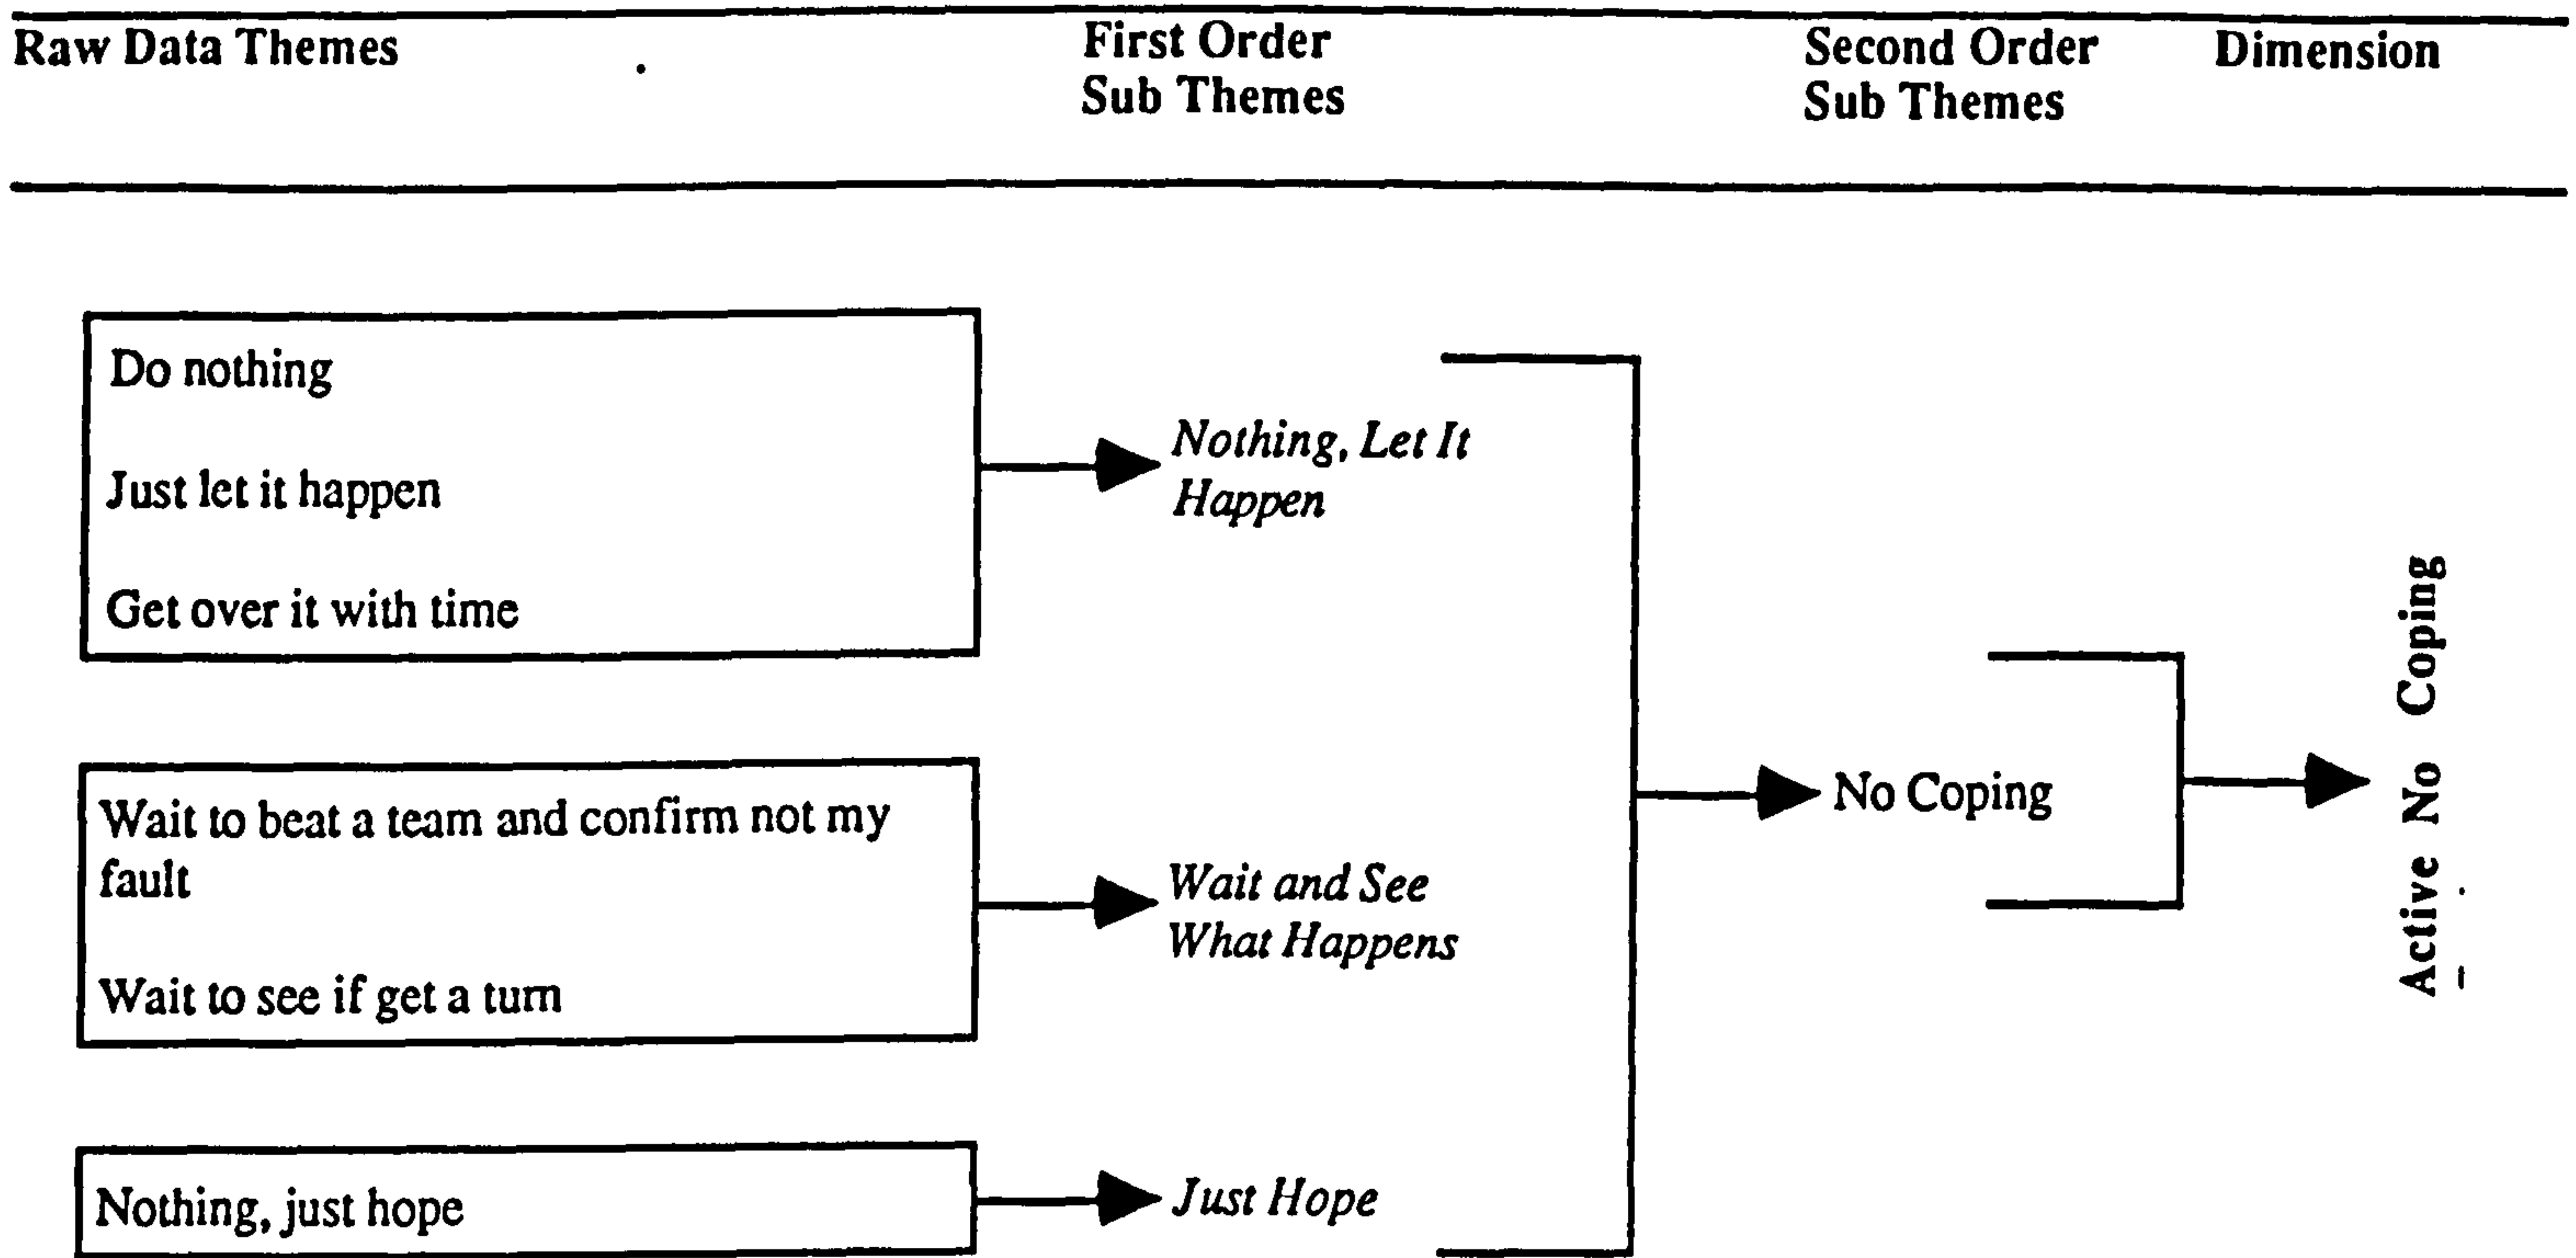 Raw Data Themes
First Order
Sub Themes
Second Order
Sub Themes
Dimension
Do nothing
Just let it happen
Get over it with time
Nothing, Let It
Happen
Wait to beat a team and confirm not my
fault
Wait to see if get a turn
Wait and See
What Happens
Nothing, just hope
Just Hope
No Coping
Active No Coping